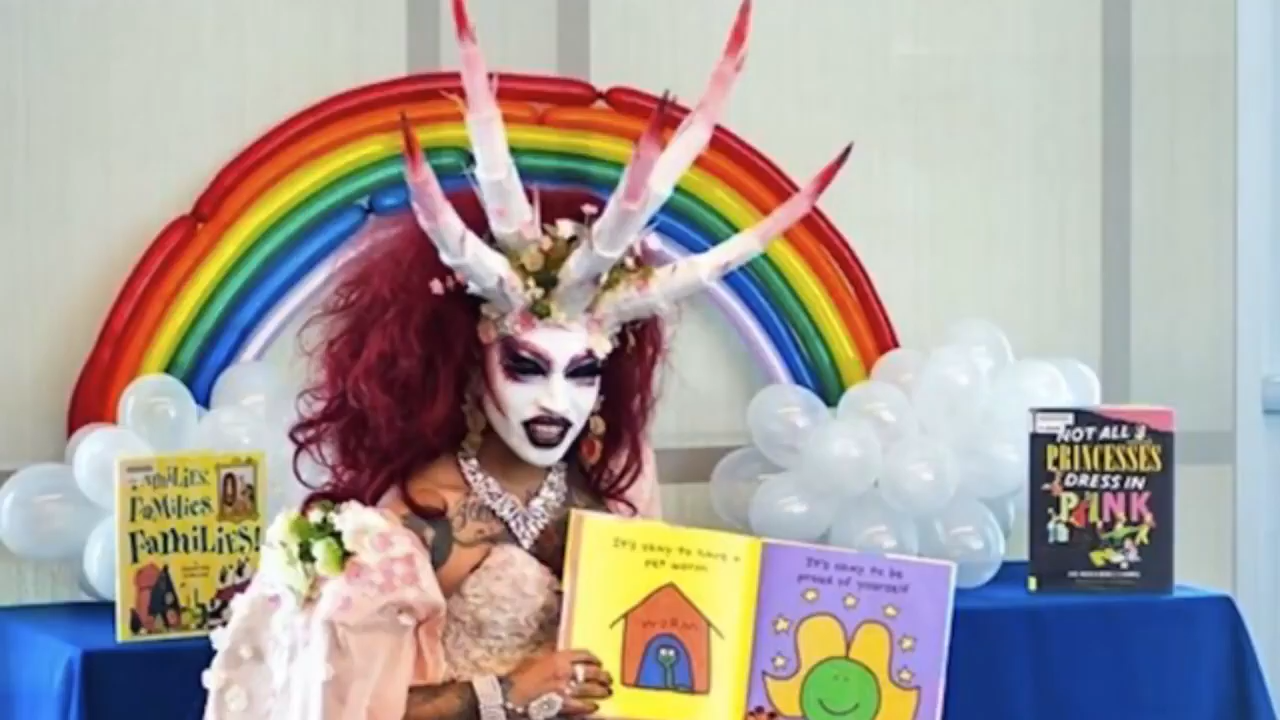 FAMiLiES,
FaMiLiES,
FaMiLiES!
It's okay to have a
pet worm
WORM
It's okay to be
proud of yourself
NOT ALL
PRINCESSES
DRESS IN
PINK